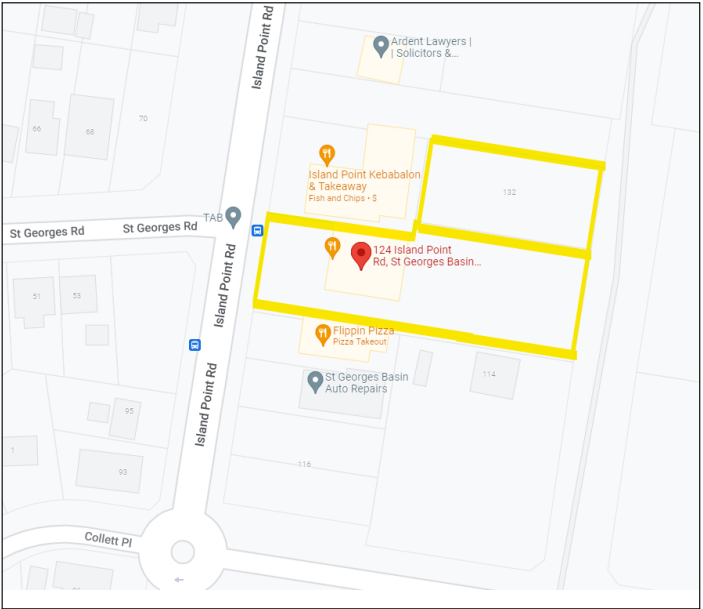 Island Point Rd
Ardent Lawyers |
| Solicitors &...
70
66
68
Island Point Kebabalon
& Takeaway
Fish and Chips • $
132
TAB
St Georges Rd
St Georges Rd
124 Island Point
Rd, St Georges Basin...
Island Point Rd
51
53
Flippin Pizza
Pizza Takeout
St Georges Basin
Auto Repairs
114
Island Point Rd
95
1
93
116
Collett Pl